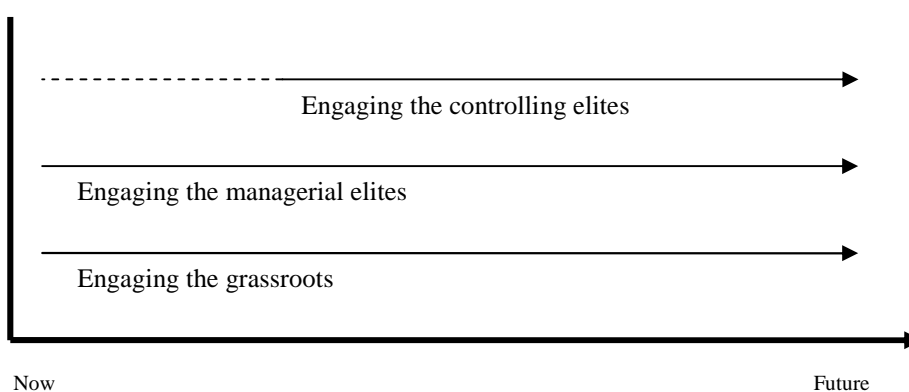 Engaging the controlling elites
Engaging the managerial elites
Engaging the grassroots
Now Future